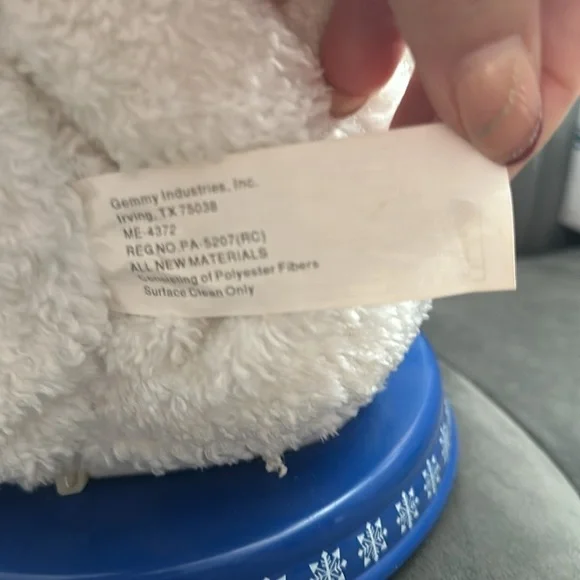 Gemmy Industries, Inc.
Irving, TX 75038
ME-4372
REG NO. PA-5207(RC)
ALL NEW MATERIALS
Consisting of Polyester Fibers
Surface Clean Only